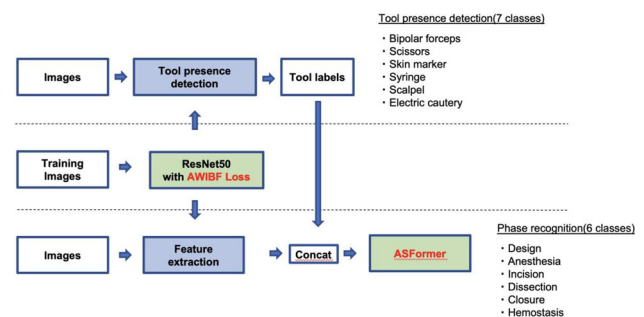 Tool presence detection(7 classes)
・Bipolar forceps
・Scissors
・Skin marker
・Syringe
・Scalpel
・Electric cautery
Images
Tool presence
detection
Tool labels
Training
Images
ResNet50
with AWIBF Loss
Images
Feature
extraction
Concat
ASFormer
Phase recognition(6 classes)
・Design
・Anesthesia
・Incision
・Dissection
・Closure
・Hemostasis